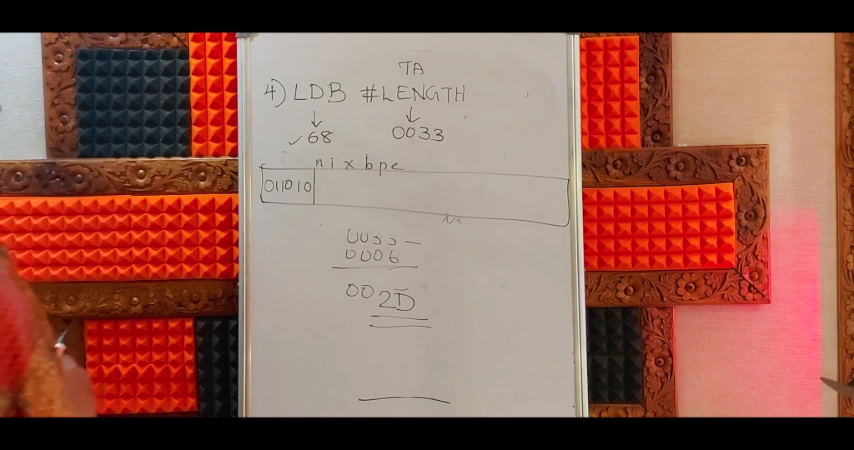 TA
4) LDB #LENGTH
↓ ↓
✓68 0033
n i x b p e
011010
0033 –
0006
002D